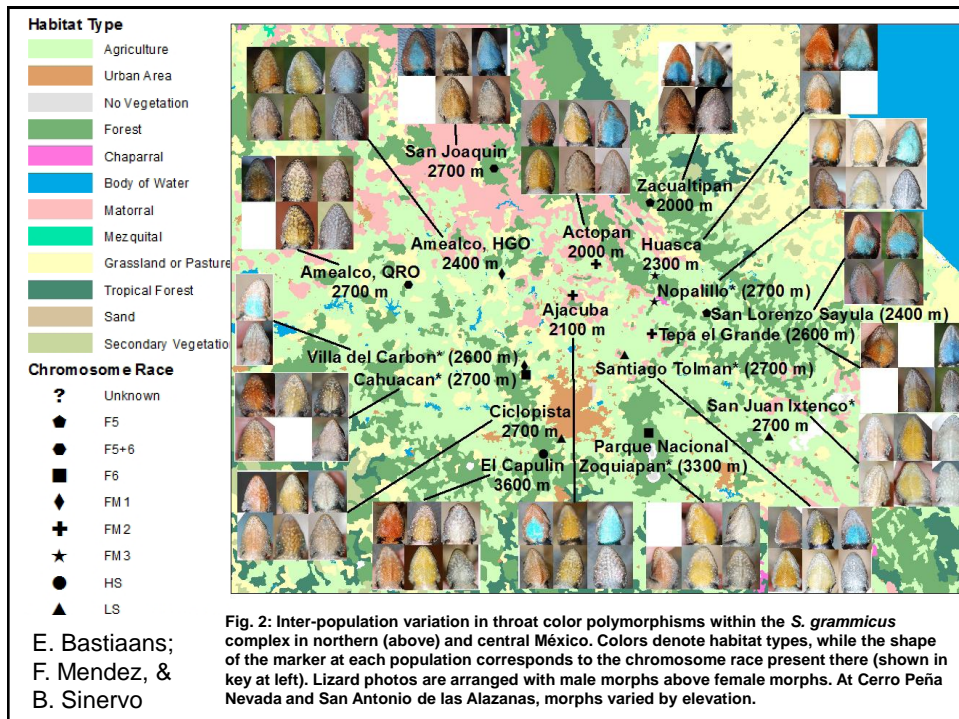 Habitat Type
Agriculture
Urban Area
No Vegetation
Forest
Chaparral
Body of Water
Matorral
Mezquital
Grassland or Pasture
Tropical Forest
Sand
Secondary Vegetatio
Chromosome Race
? Unknown
F5
F5+6
F6
FM1
FM2
FM3
HS
LS
E. Bastiaans;
F. Mendez, &
B. Sinervo
San Joaquin
2700 m
Zacualtipan
2000 m
Amealco, HGO
2400 m
Actopan
2000 m
Huasca
2300 m
Amealco, QRO
2700 m
Nopalillo* (2700 m)
Ajacuba
2100 m
San Lorenzo Sayula (2400 m)
Tepa el Grande (2600 m)
Villa del Carbon* (2600 m)
Cahuacan* (2700 m)
Santiago Tolman* (2700 m)
Ciclopista
2700 m
San Juan Ixtenco*
2700 m
El Capulin
3600 m
Parque Nacional
Zoquiapan* (3300 m)
Fig. 2: Inter-population variation in throat color polymorphisms within the S. grammicus
complex in northern (above) and central México. Colors denote habitat types, while the shape
of the marker at each population corresponds to the chromosome race present there (shown in
key at left). Lizard photos are arranged with male morphs above female morphs. At Cerro Peña
Nevada and San Antonio de las Alazanas, morphs varied by elevation.